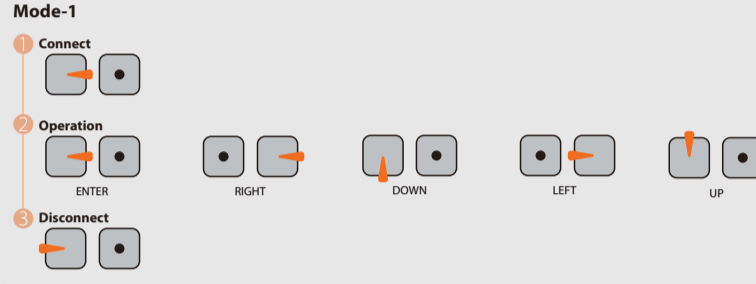 Mode-1
1 Connect
2 Operation
ENTER RIGHT DOWN LEFT UP
3 Disconnect